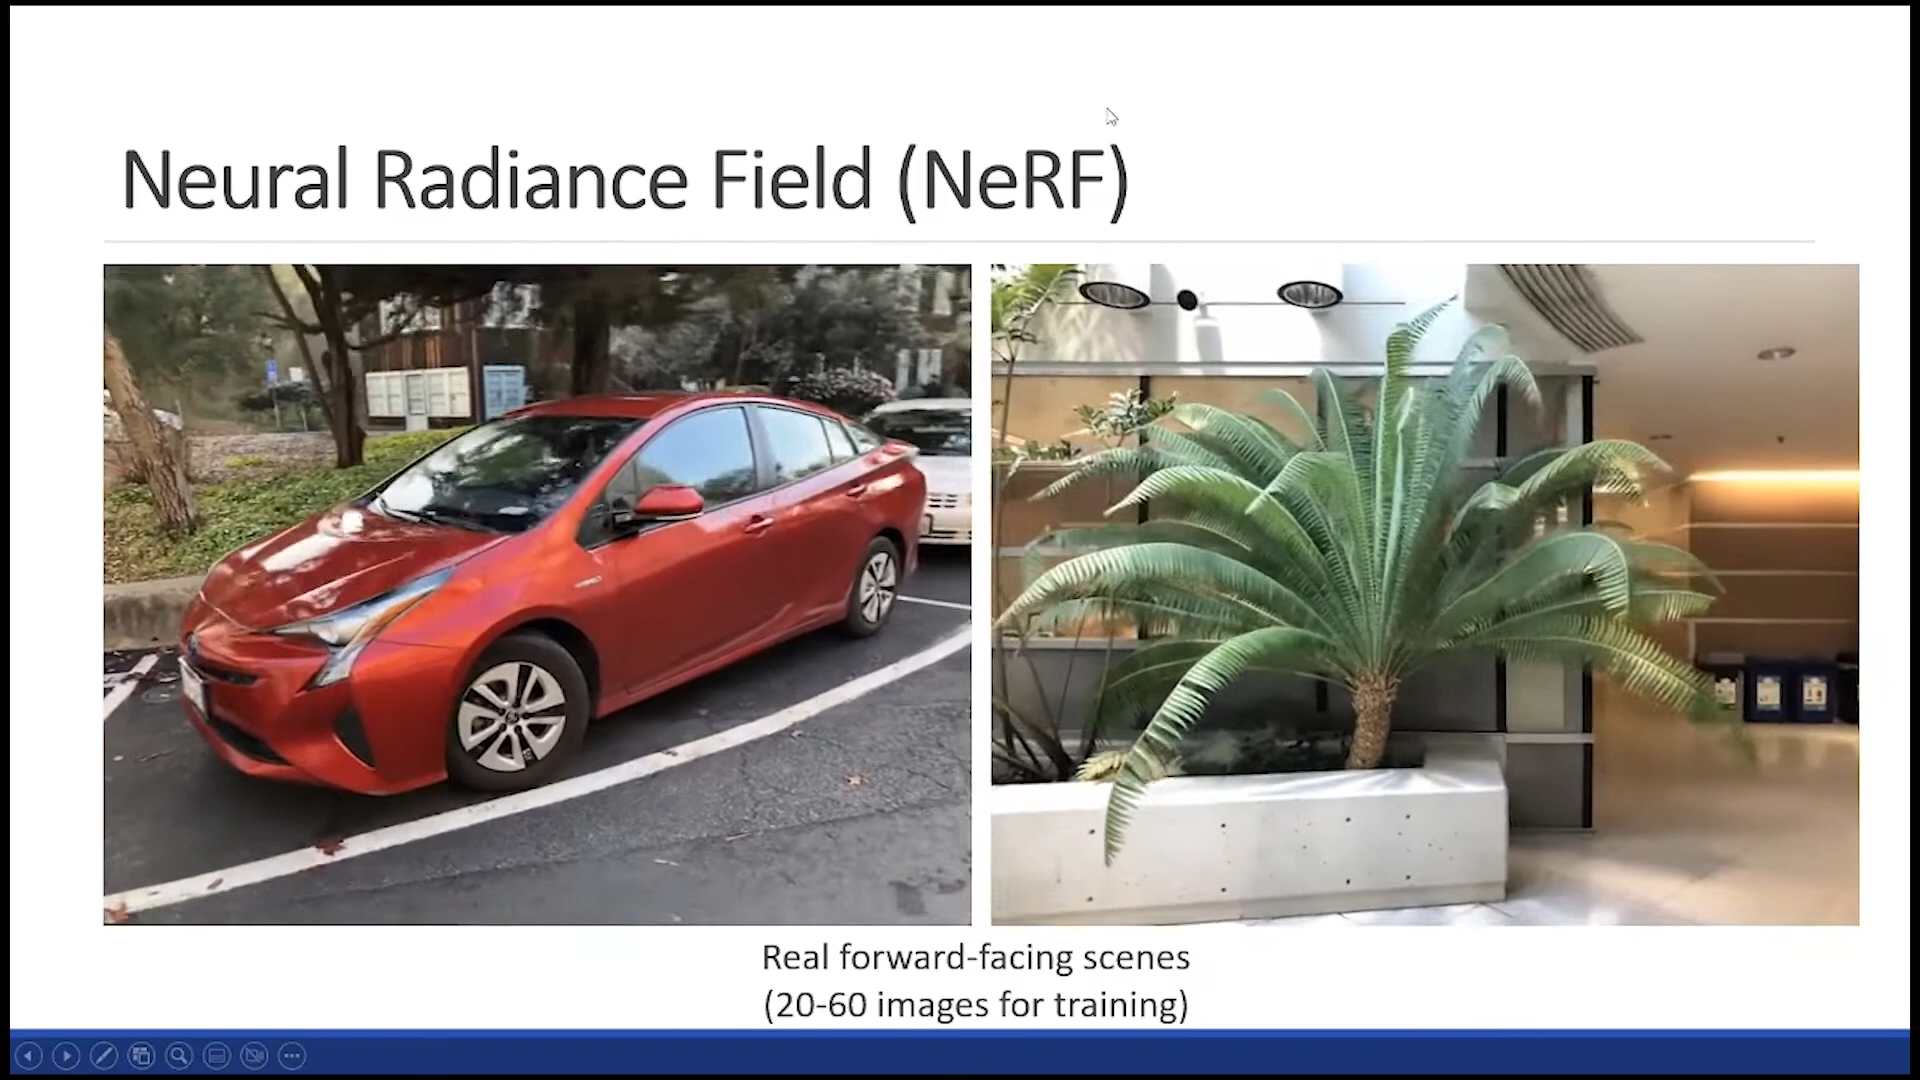 Neural Radiance Field (NeRF)
Real forward-facing scenes
(20-60 images for training)